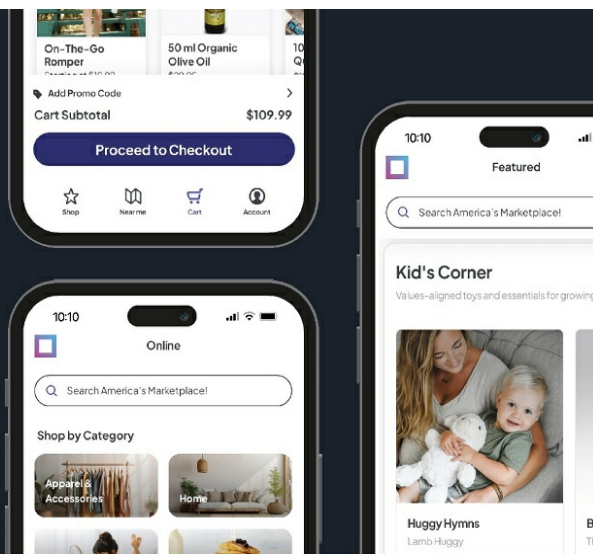 On-The-Go
Romper
50 ml Organic
Olive Oil
10
Add Promo Code
Cart Subtotal
$109.99
Proceed to Checkout
Shop
Near me
Cart
Account
10:10
Online
Search America's Marketplace!
Shop by Category
Apparel &
Accessories
Home
10:10
Featured
Search America's Marketplace!
Kid's Corner
Values-aligned toys and essentials for growing
Huggy Hymns
Lamb Huggy
B